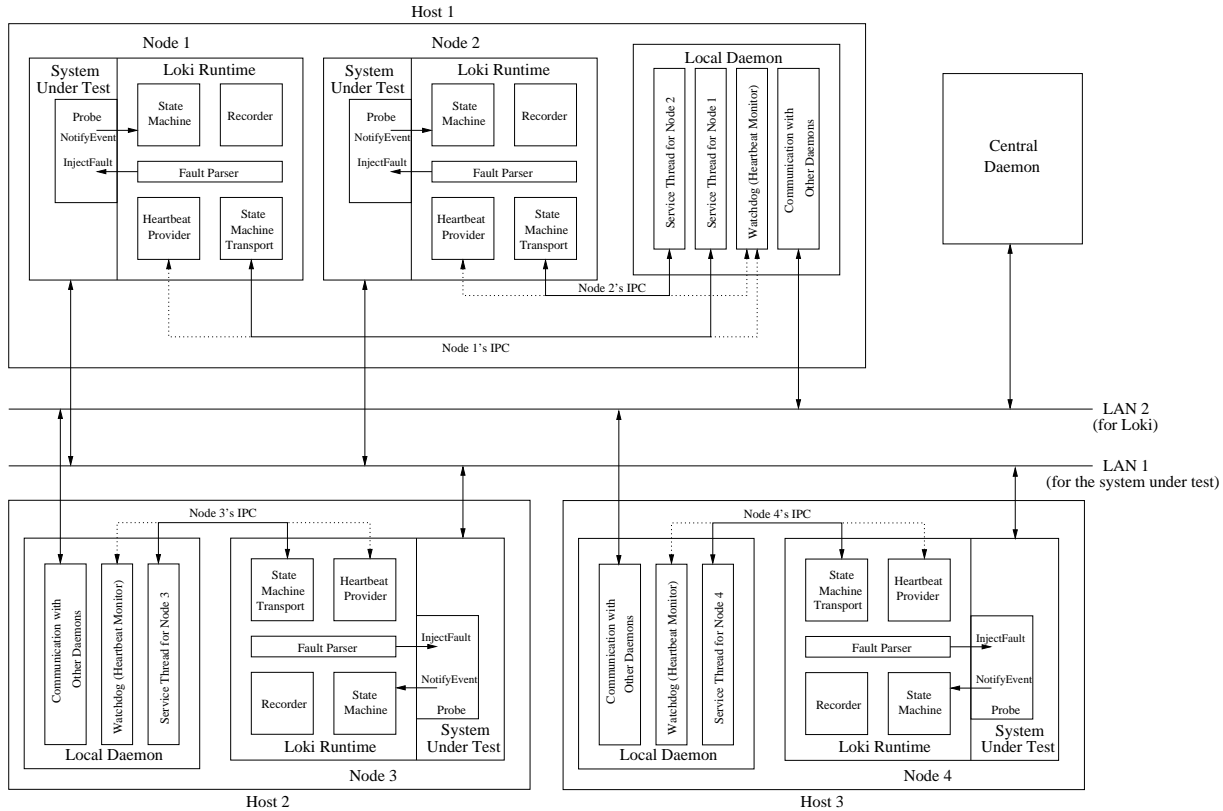 Host 1
Node 1
Node 2
System
Under Test
Loki Runtime
Probe
NotifyEvent
InjectFault
State
Machine
Recorder
Fault Parser
Heartbeat
Provider
State
Machine
Transport
System
Under Test
Loki Runtime
Probe
NotifyEvent
InjectFault
State
Machine
Recorder
Fault Parser
Heartbeat
Provider
State
Machine
Transport
Local Daemon
Service Thread for Node 2
Service Thread for Node 1
Watchdog (Heartbeat Monitor)
Communication with
Other Daemons
Central
Daemon
Node 2's IPC
Node 1's IPC
LAN 2
(for Loki)
LAN 1
(for the system under test)
Node 3's IPC
Communication with
Other Daemons
Watchdog (Heartbeat Monitor)
Service Thread for Node 3
Local Daemon
State
Machine
Transport
Heartbeat
Provider
Fault Parser
InjectFault
NotifyEvent
Probe
Recorder
State
Machine
Loki Runtime
System
Under Test
Node 3
Host 2
Node 4's IPC
Communication with
Other Daemons
Watchdog (Heartbeat Monitor)
Service Thread for Node 4
Local Daemon
State
Machine
Transport
Heartbeat
Provider
Fault Parser
InjectFault
NotifyEvent
Probe
Recorder
State
Machine
Loki Runtime
System
Under Test
Node 4
Host 3